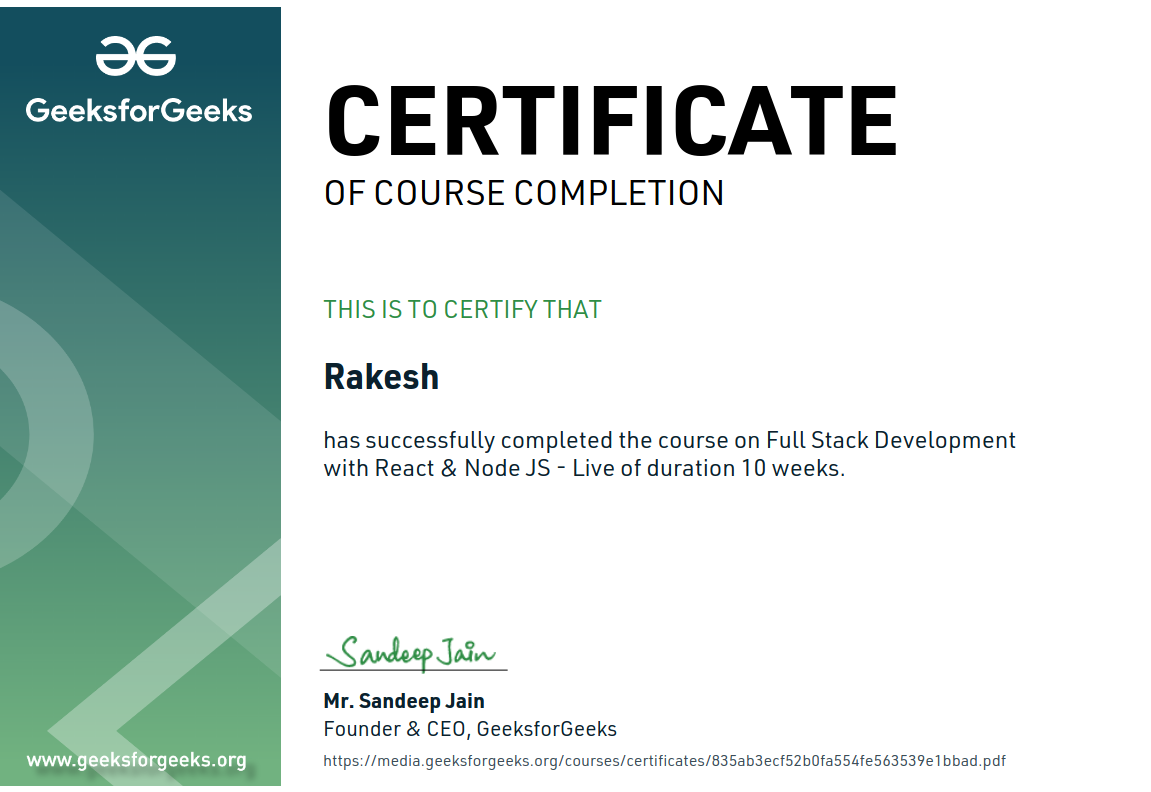 GeeksforGeeks
CERTIFICATE
OF COURSE COMPLETION
THIS IS TO CERTIFY THAT
Rakesh
has successfully completed the course on Full Stack Development
with React & Node JS - Live of duration 10 weeks.
Sandeep Jain
Mr. Sandeep Jain
Founder & CEO, GeeksforGeeks
https://media.geeksforgeeks.org/courses/certificates/835ab3ecf52b0fa554fe563539e1bbad.pdf
www.geeksforgeeks.org